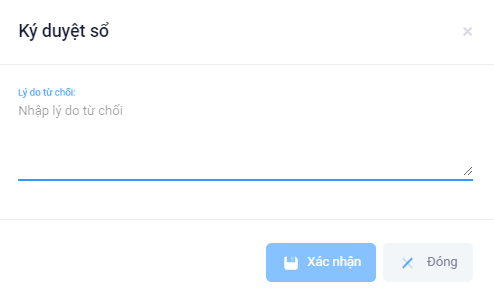 Ký duyệt sổ
Lý do từ chối:
Nhập lý do từ chối
Xác nhận
Đóng